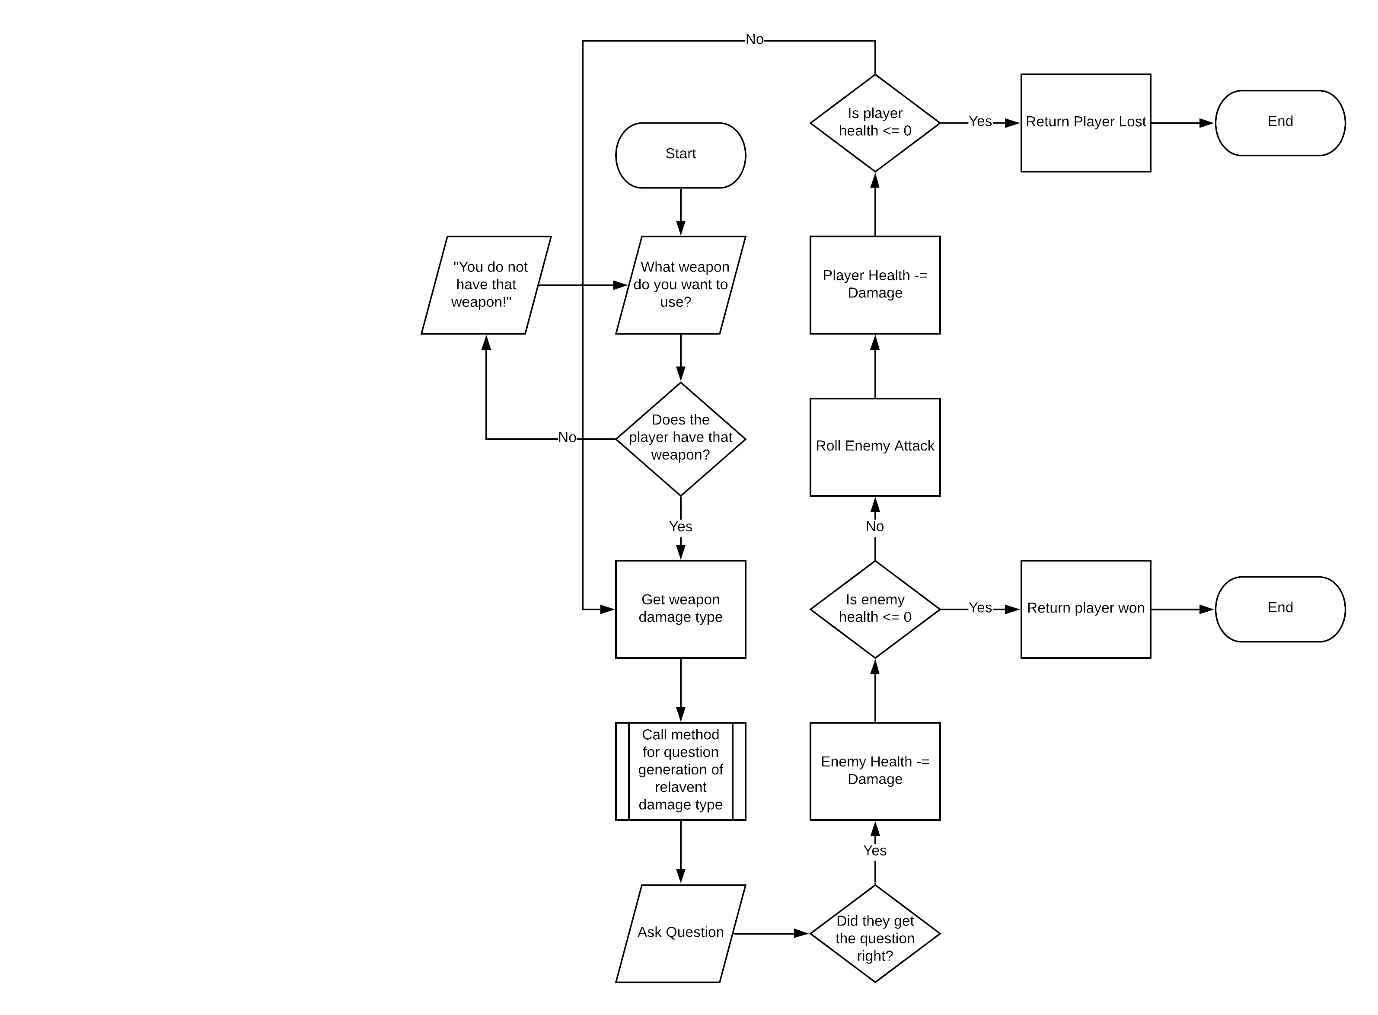 No
Is player
health <= 0
Yes
Return Player Lost
End
Start
"You do not
have that
weapon!"
What weapon
do you want to
use?
Player Health -=
Damage
Does the
player have that
weapon?
No
Roll Enemy Attack
Yes
No
Get weapon
damage type
Is enemy
health <= 0
Yes
Return player won
End
Call method
for question
generation of
relavent
damage type
Enemy Health -=
Damage
Yes
Ask Question
Did they get
the question
right?